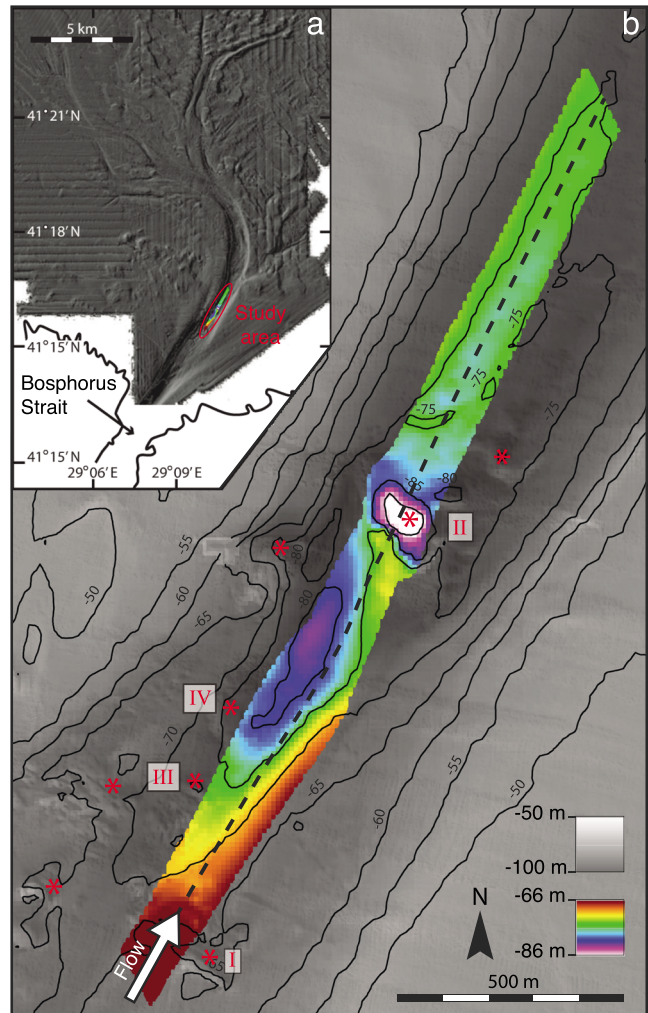 a
5 km
41°21' N
41°18' N
Study
area
41°15' N
Bosphorus
Strait
41°15' N
29°06' E
29°09' E
b
-75
-75
-75
-75
-85
-80
*
*
II
*
-80
-55
-50
-60
-80
-65
IV
*
-70
III
*
*
-65
-55
-50
-60
*
Flow
*
I
-65
-50 m
-100 m
-66 m
-86 m
N
500 m